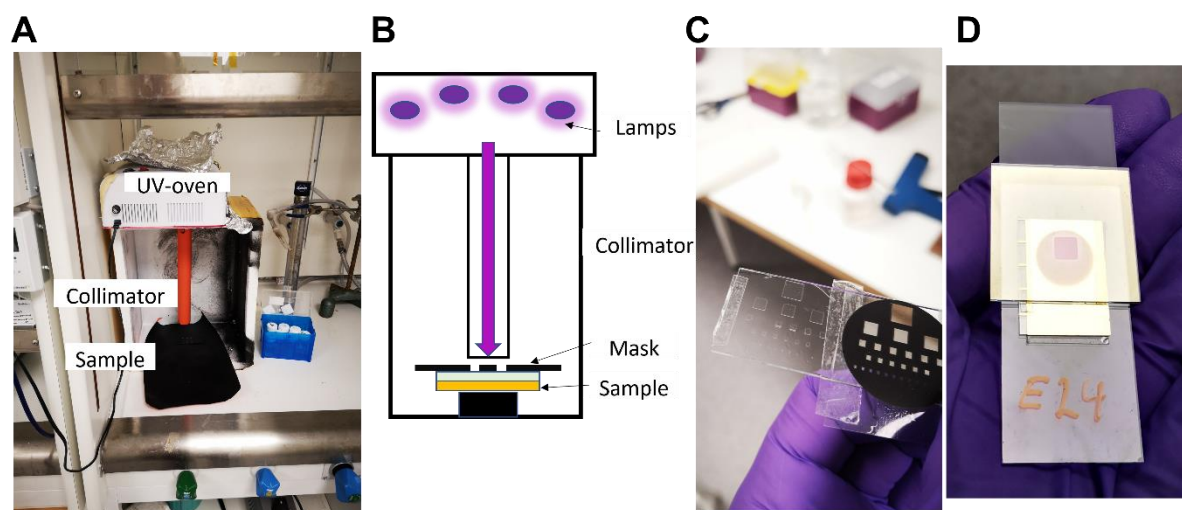 A
B
C
D
UV-oven
Collimator
Sample
Lamps
Collimator
Mask
Sample
E24